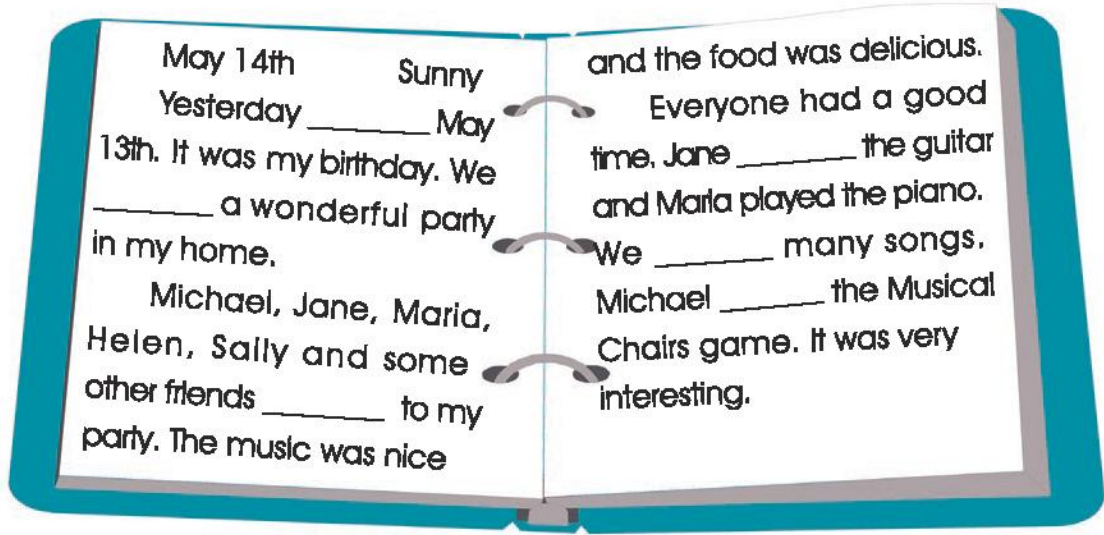 May 14th Sunny
Yesterday ________ May
13th. It was my birthday. We
________ a wonderful party
in my home.
Michael, Jane, Maria,
Helen, Sally and some
other friends ________ to my
party. The music was nice
and the food was delicious.
Everyone had a good
time. Jane ________ the guitar
and Maria played the piano.
We ________ many songs.
Michael _______ the Musical
Chairs game. It was very
interesting.